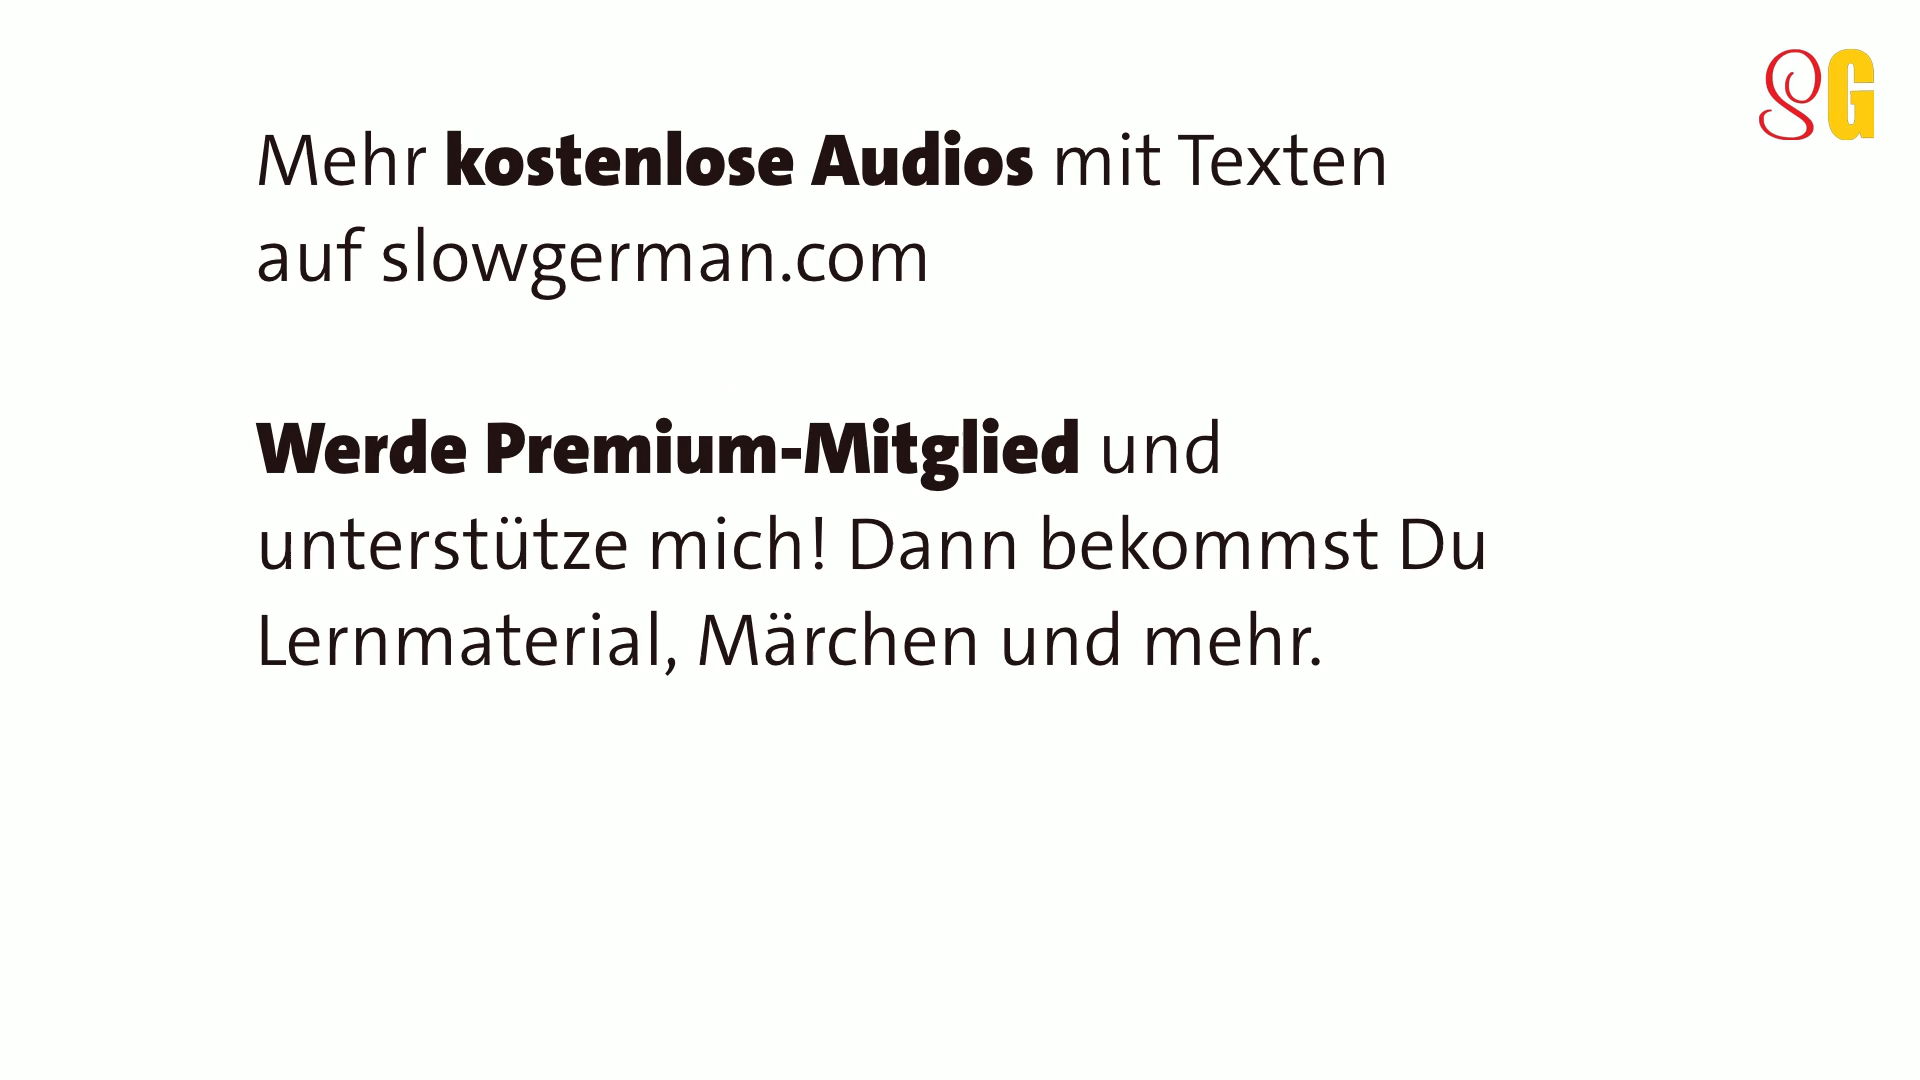 SG
Mehr kostenlose Audios mit Texten
auf slowgerman.com
Werde Premium-Mitglied und
unterstütze mich! Dann bekommst Du
Lernmaterial, Märchen und mehr.